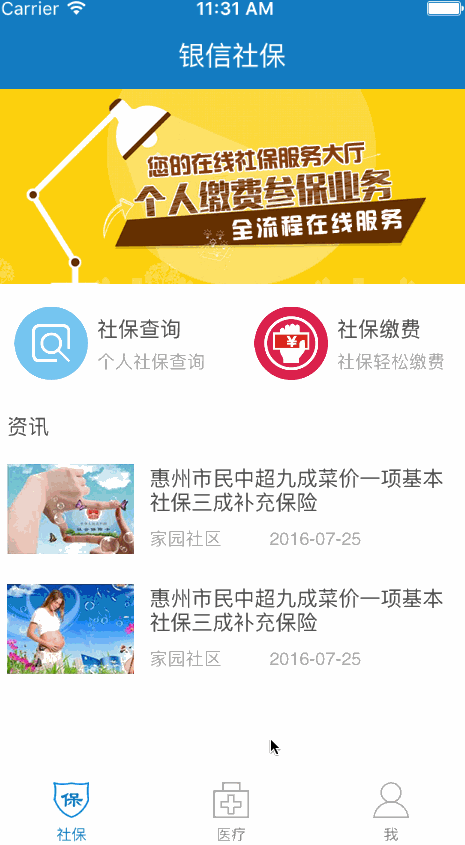 Carrier 11:31 AM
银信社保
您的在线社保服务大厅
个人缴费参保业务
全流程在线服务
社保查询
个人社保查询
社保缴费
社保轻松缴费
资讯
惠州市民中超九成菜价一项基本
社保三成补充保险
家园社区 2016-07-25
惠州市民中超九成菜价一项基本
社保三成补充保险
家园社区 2016-07-25
保
社保 医疗 我